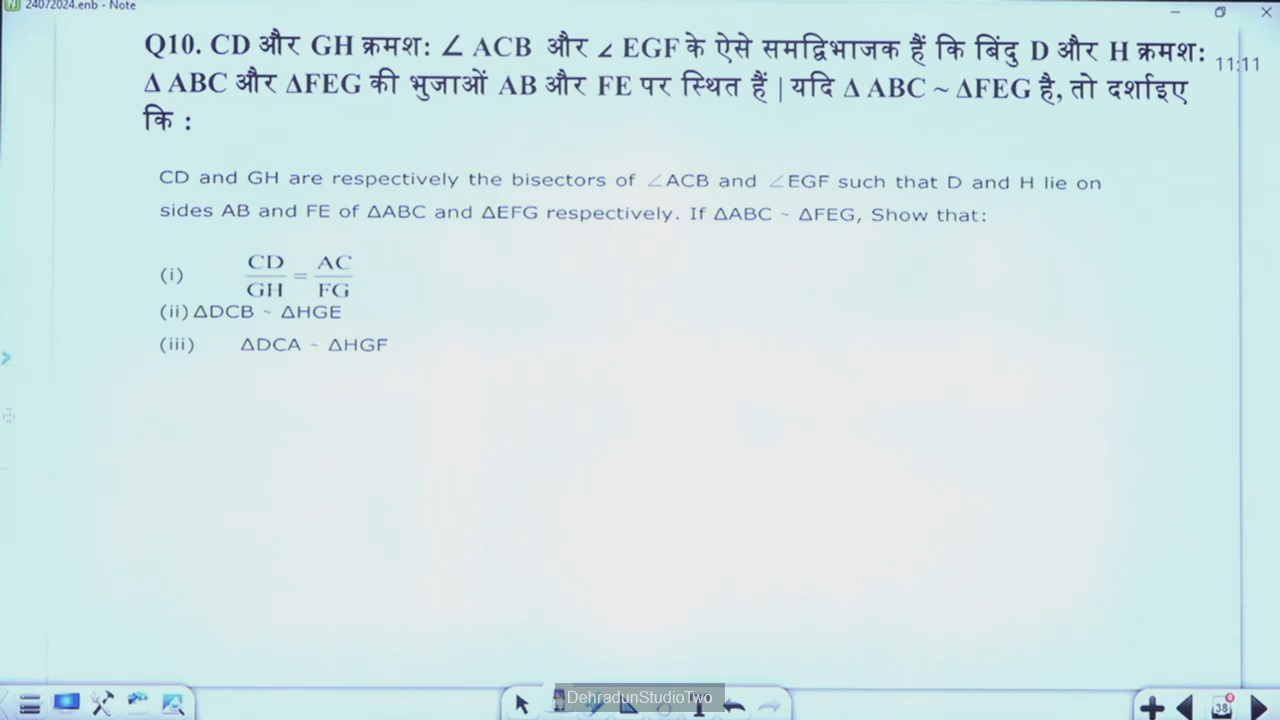 24072024.enb - Note
Q10. CD और GH क्रमश: ∠ ACB और ∠ EGF के ऐसे समद्विभाजक हैं कि बिंदु D और H क्रमश:
11:11
Δ ABC और ΔFEG की भुजाओं AB और FE पर स्थित हैं | यदि Δ ABC ~ ΔFEG है, तो दर्शाइए
कि :
CD and GH are respectively the bisectors of ∠ACB and ∠EGF such that D and H lie on
sides AB and FE of ΔABC and ΔEFG respectively. If ΔABC ~ ΔFEG, Show that:
(i) CD/GH = AC/FG
(ii) ΔDCB ~ ΔHGE
(iii) ΔDCA ~ ΔHGF
DehradunStudioTwo
38